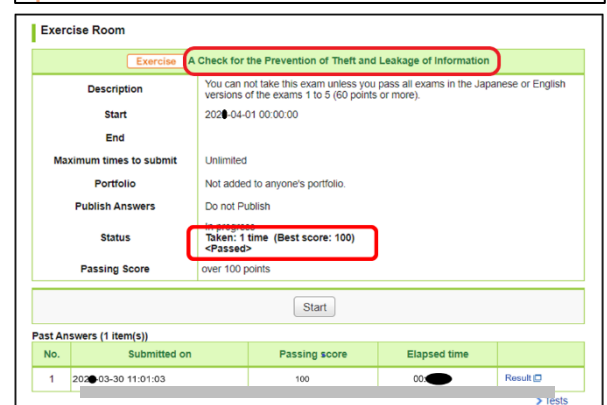 Exercise Room
Exercise A Check for the Prevention of Theft and Leakage of Information
Description You can not take this exam unless you pass all exams in the Japanese or English
versions of the exams 1 to 5 (60 points or more).
Start 202 -04-01 00:00:00
End
Maximum times to submit Unlimited
Portfolio Not added to anyone's portfolio.
Publish Answers Do not Publish
In progress
Status Taken: 1 time (Best score: 100)
<Passed>
Passing Score over 100 points
Start
Past Answers (1 item(s))
No. Submitted on Passing score Elapsed time
1 202 -03-30 11:01:03 100 00: Result
> Tests